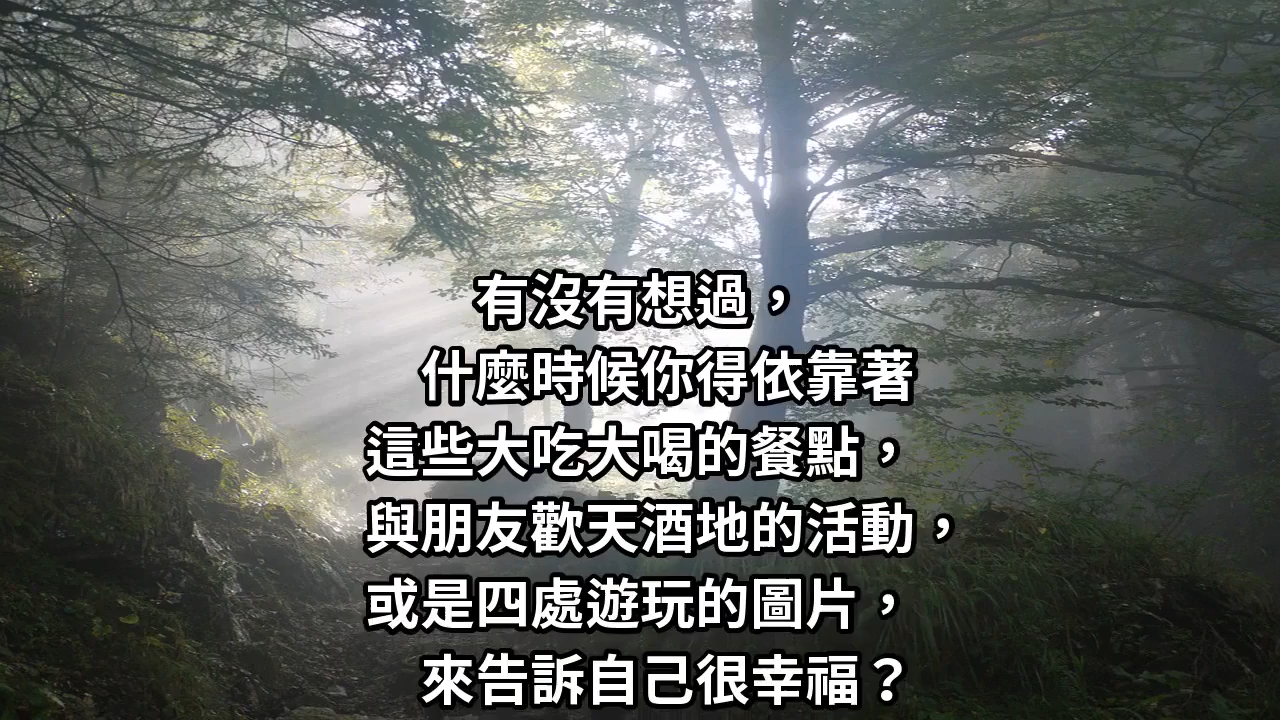 有沒有想過，
什麼時候你得依靠著
這些大吃大喝的餐點，
與朋友歡天酒地的活動，
或是四處遊玩的圖片，
來告訴自己很幸福？